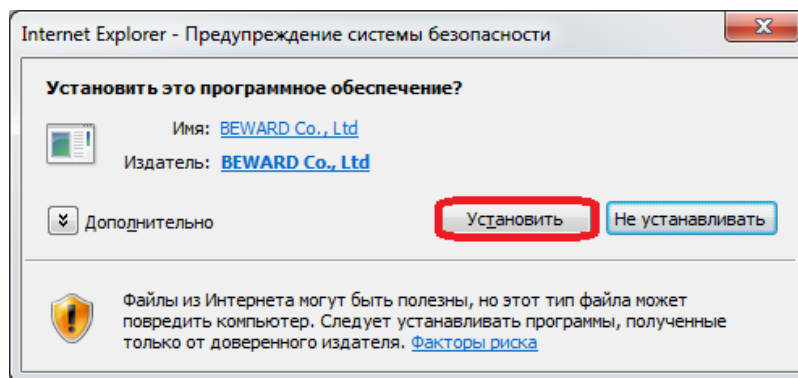 Internet Explorer - Предупреждение системы безопасности
Установить это программное обеспечение?
Имя: BEWARD Co., Ltd
Издатель: BEWARD Co., Ltd
Дополнительно
Установить
Не устанавливать
Файлы из Интернета могут быть полезны, но этот тип файла может
повредить компьютер. Следует устанавливать программы, полученные
только от доверенного издателя. Факторы риска